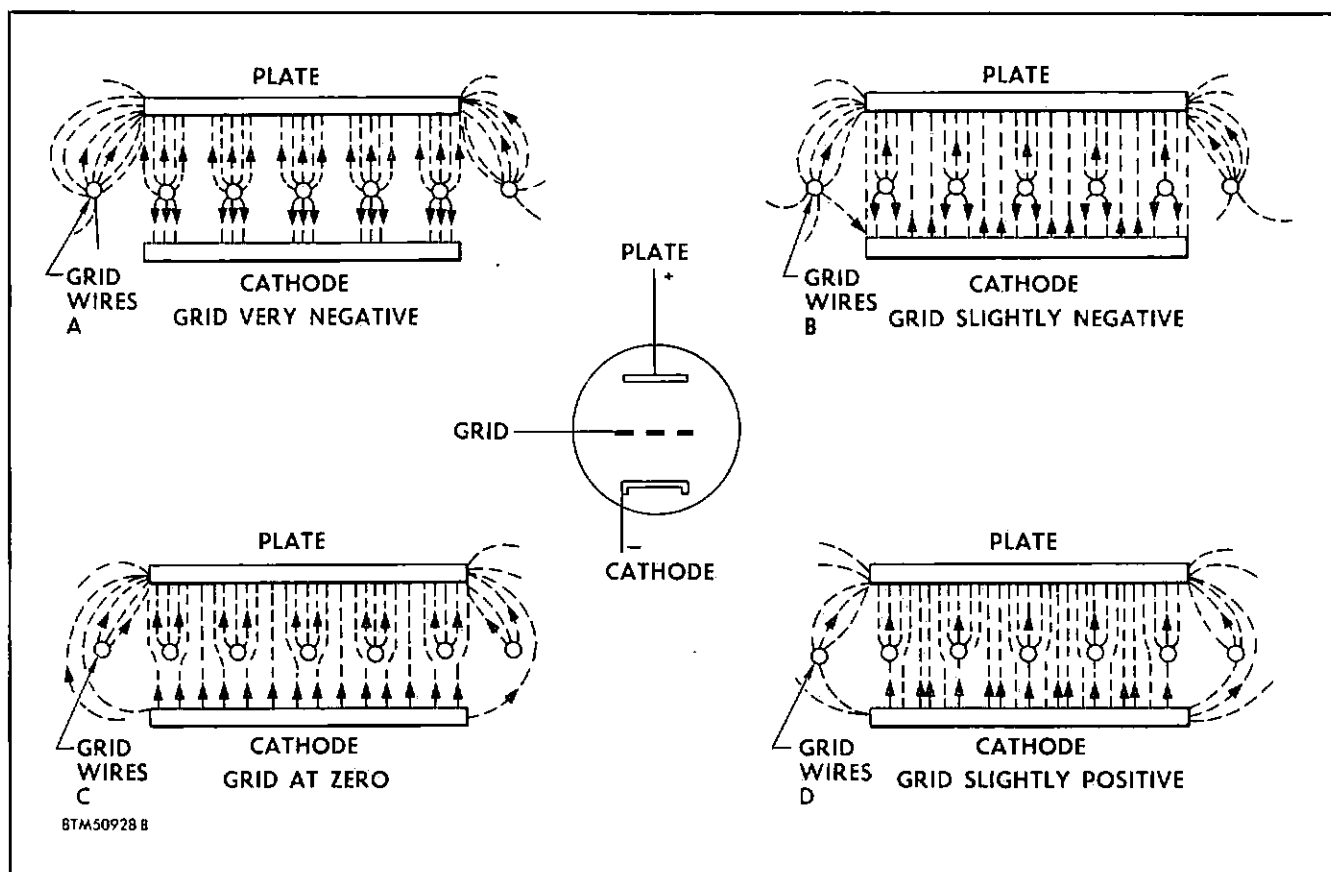 PLATE
GRID
WIRES
A
CATHODE
GRID VERY NEGATIVE
PLATE
GRID
WIRES
B
CATHODE
GRID SLIGHTLY NEGATIVE
PLATE
+
GRID
−
CATHODE
PLATE
GRID
WIRES
C
CATHODE
GRID AT ZERO
PLATE
GRID
WIRES
D
CATHODE
GRID SLIGHTLY POSITIVE
BTM50928 B